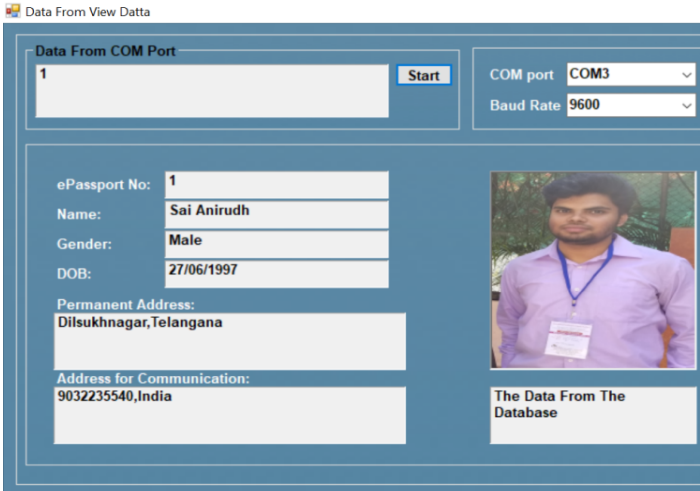 Data From View Datta
Data From COM Port
1
Start
COM port COM3
Baud Rate 9600
ePassport No: 1
Name: Sai Anirudh
Gender: Male
DOB: 27/06/1997
Permanent Address:
Dilsukhnagar,Telangana
Address for Communication:
9032235540,India
The Data From The
Database